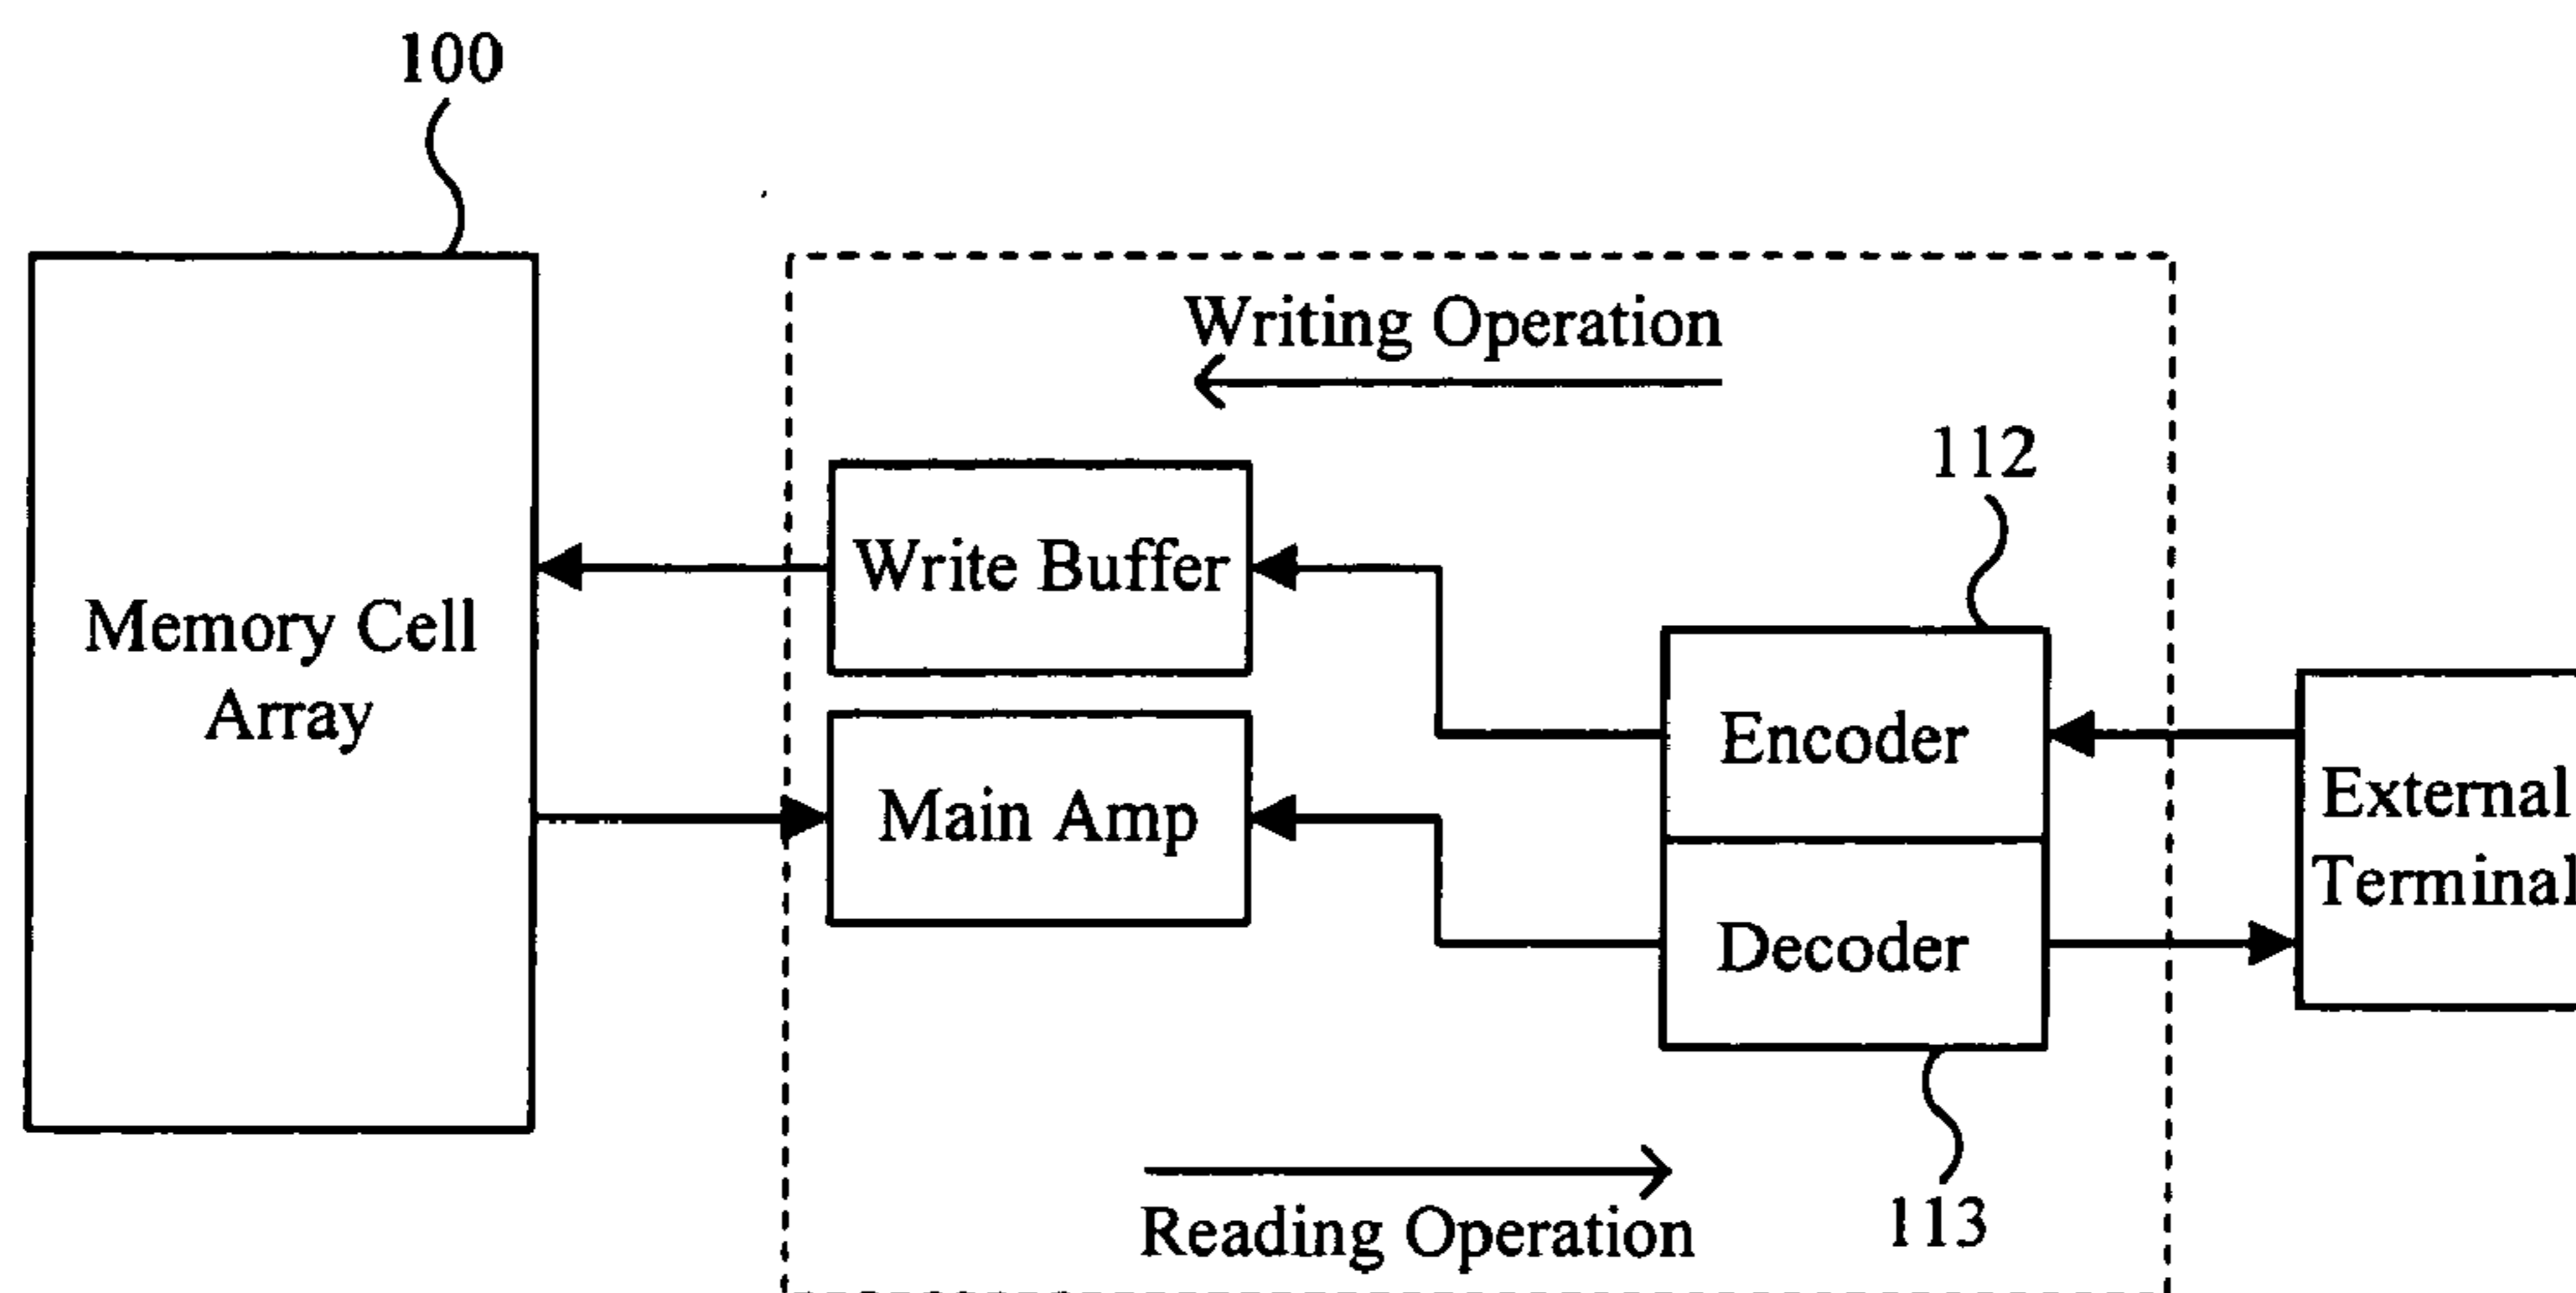 100
Writing Operation
112
Write Buffer
Memory Cell
Array
Encoder
External
Terminal
Main Amp
Decoder
Reading Operation
113